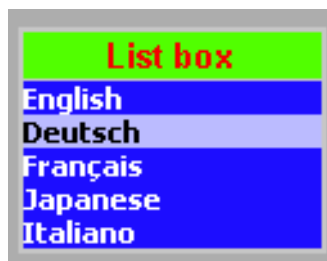 List box
English
Deutsch
Français
Japanese
Italiano